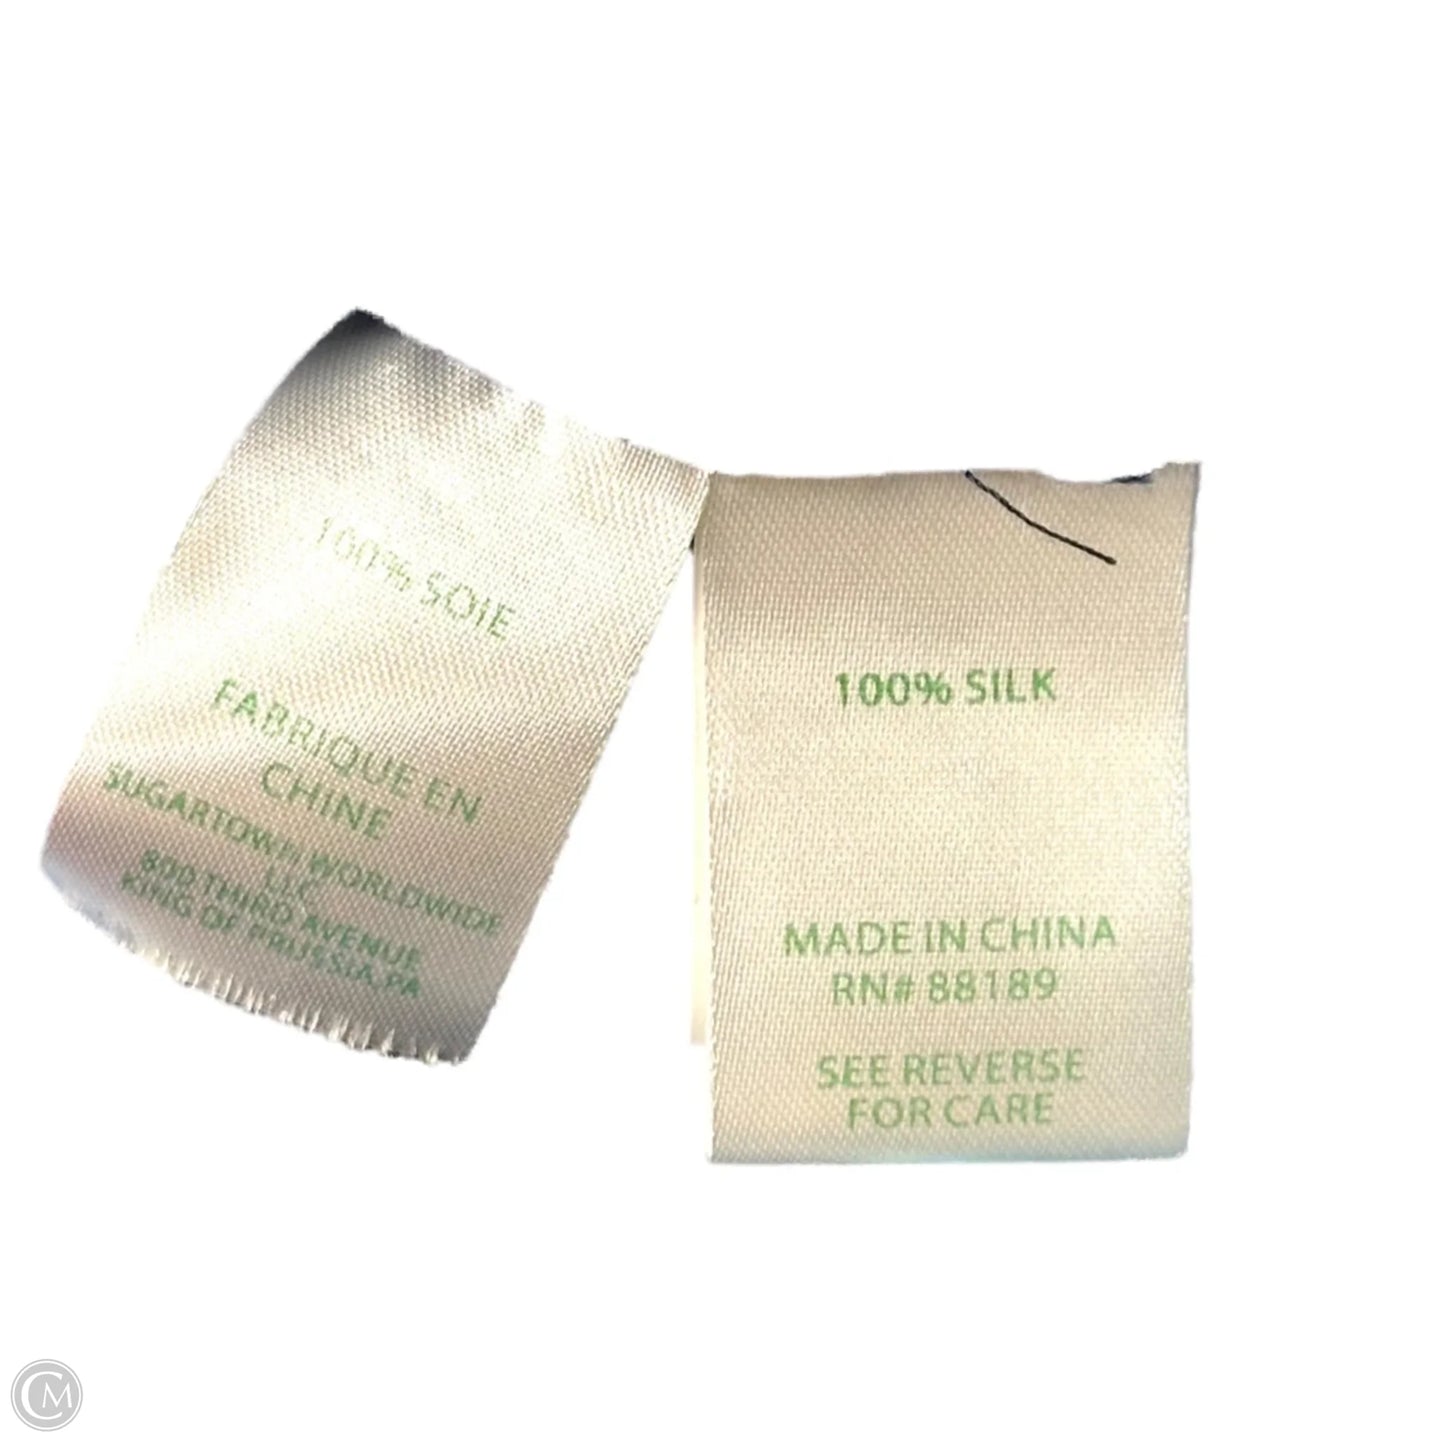 100% SOIE
FABRIQUE EN
CHINE
SUGARTOWN WORLDWIDE
LLC
800 THIRD AVENUE
KING OF PRUSSIA, PA
100% SILK
MADE IN CHINA
RN# 88189
SEE REVERSE
FOR CARE
CM